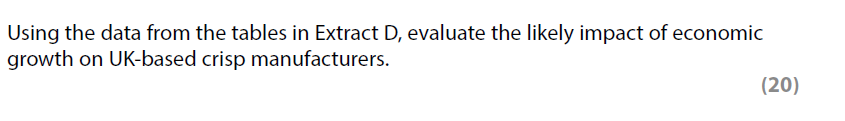 Using the data from the tables in Extract D, evaluate the likely impact of economic
growth on UK-based crisp manufacturers.
(20)